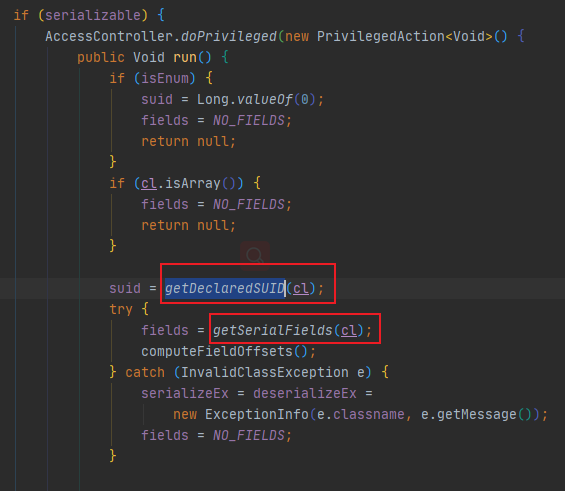 if (serializable) {
    AccessController.doPrivileged(new PrivilegedAction<Void>() {
        public Void run() {
            if (isEnum) {
                suid = Long.valueOf(0);
                fields = NO_FIELDS;
                return null;
            }
            if (cl.isArray()) {
                fields = NO_FIELDS;
                return null;
            }

            suid = getDeclaredSUID(cl);
            try {
                fields = getSerialFields(cl);
                computeFieldOffsets();
            } catch (InvalidClassException e) {
                serializeEx = deserializeEx =
                    new ExceptionInfo(e.classname, e.getMessage());
                fields = NO_FIELDS;
            }